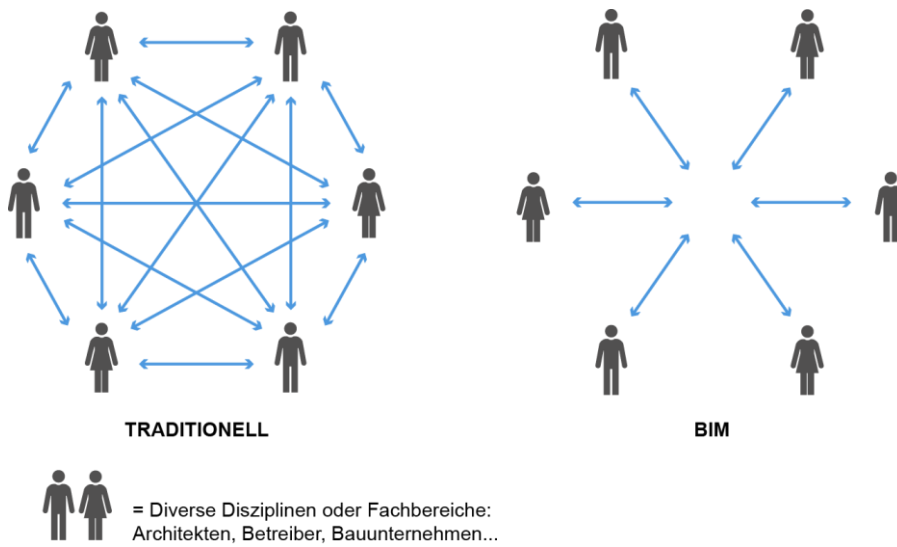 TRADITIONELL
BIM
= Diverse Disziplinen oder Fachbereiche:
Architekten, Betreiber, Bauunternehmen...